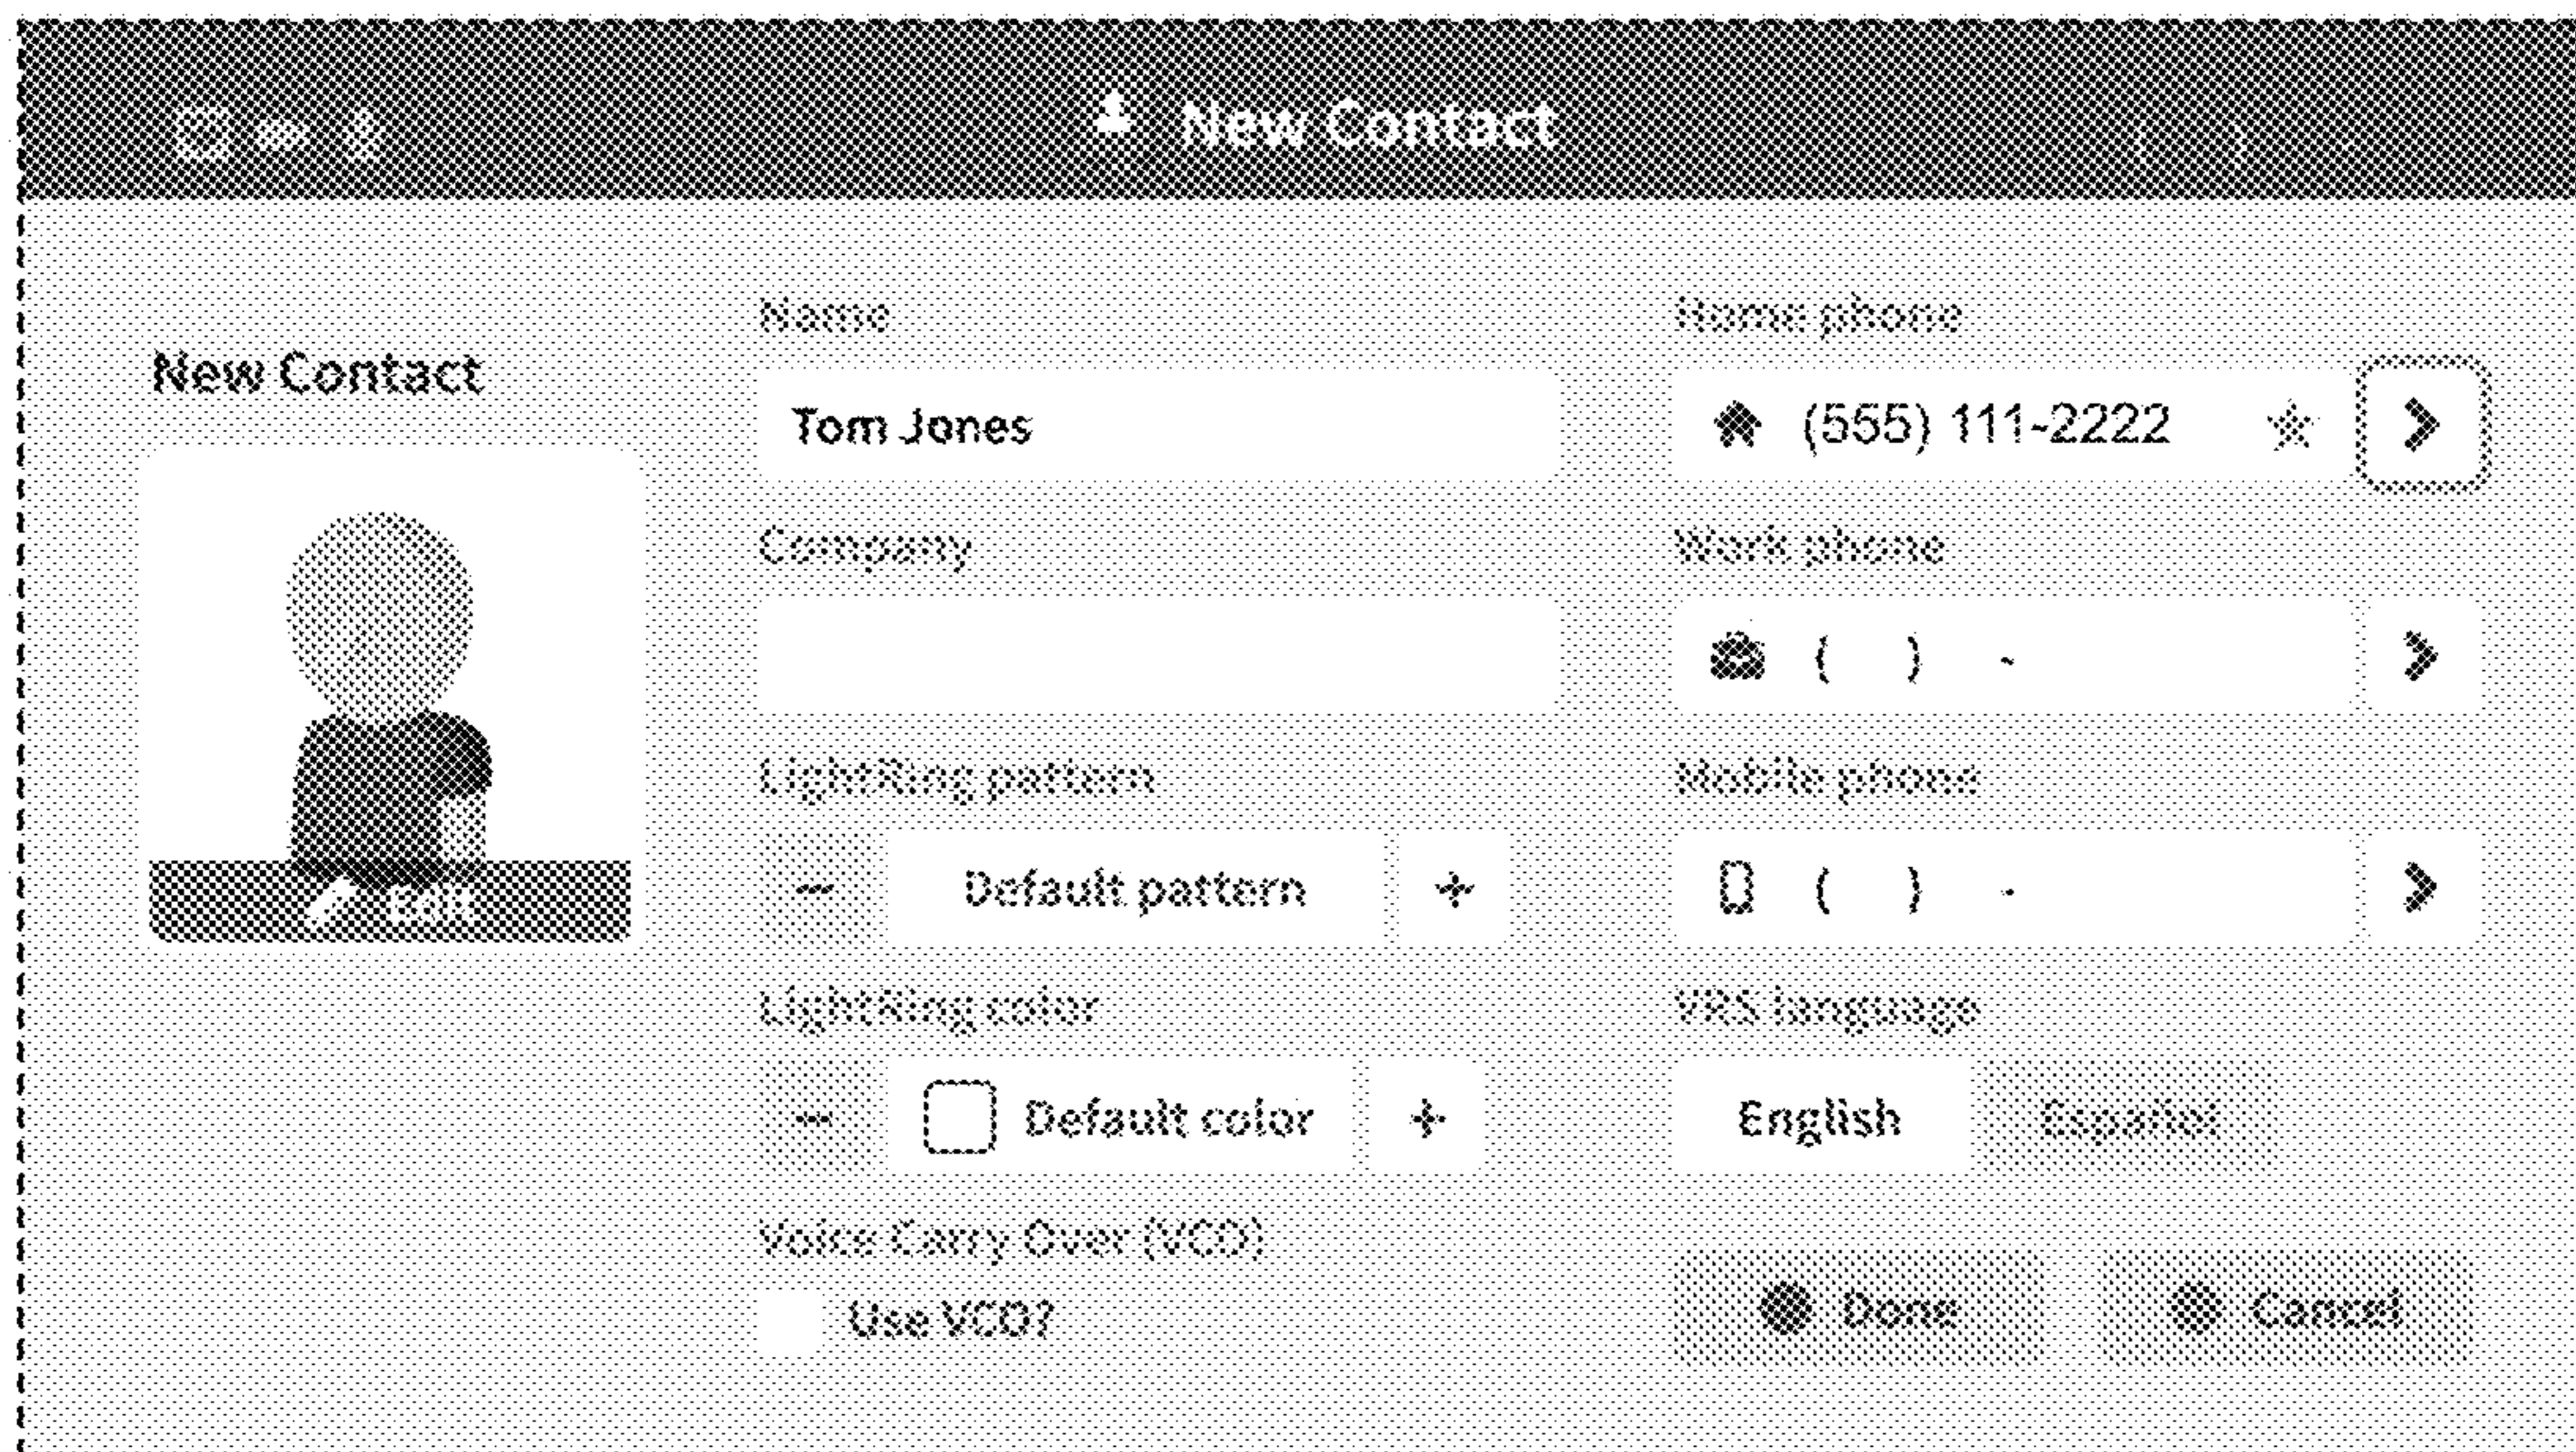 New Contact
New Contact
Edit
Name
Tom Jones
Company
LightRing pattern
− Default pattern +
LightRing color
− Default color +
Voice Carry Over (VCO)
Use VCO?
Home phone
(555) 111-2222
Work phone
( ) -
Mobile phone
( ) -
VRS language
English Español
Done Cancel